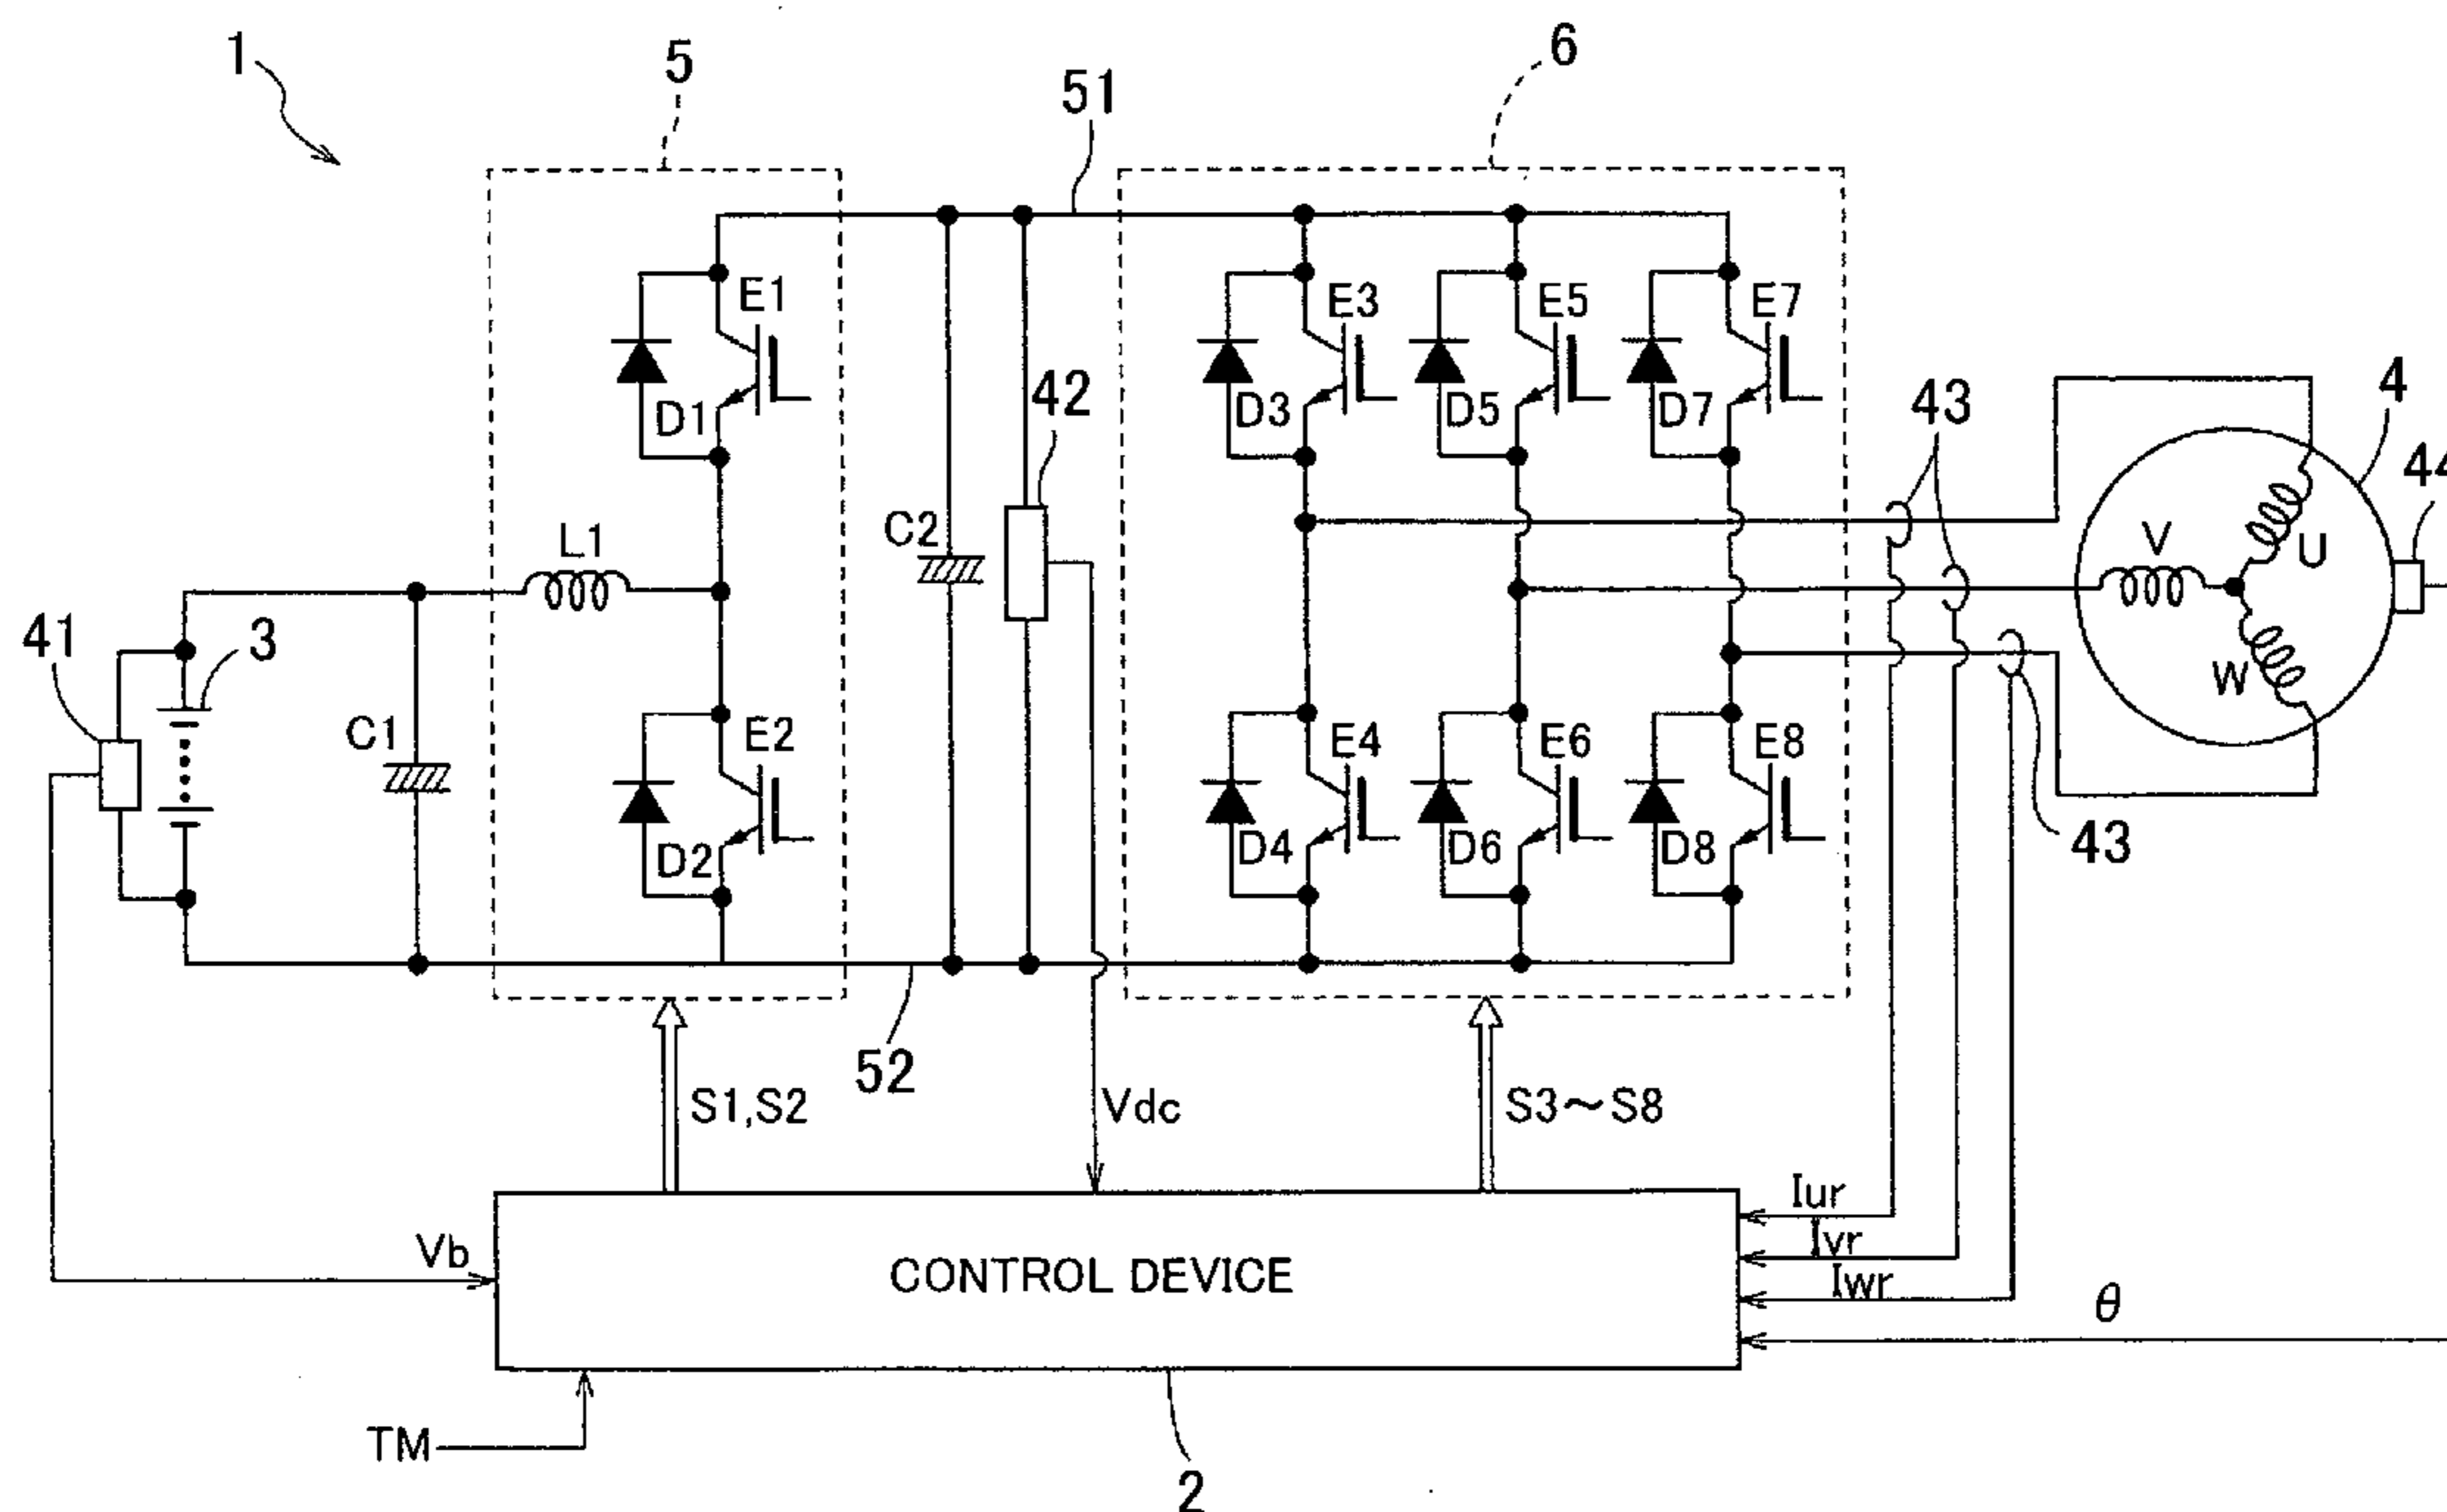 1
5
6
51
E1
E3
E5
E7
D1
42
D3
D5
D7
43
4
44
L1
C2
V
U
41
3
W
C1
E2
E4
E6
E8
D2
D4
D6
D8
43
52
S1,S2
Vdc
S3～S8
Iur
Ivr
Vb
CONTROL DEVICE
Iwr
θ
TM
2